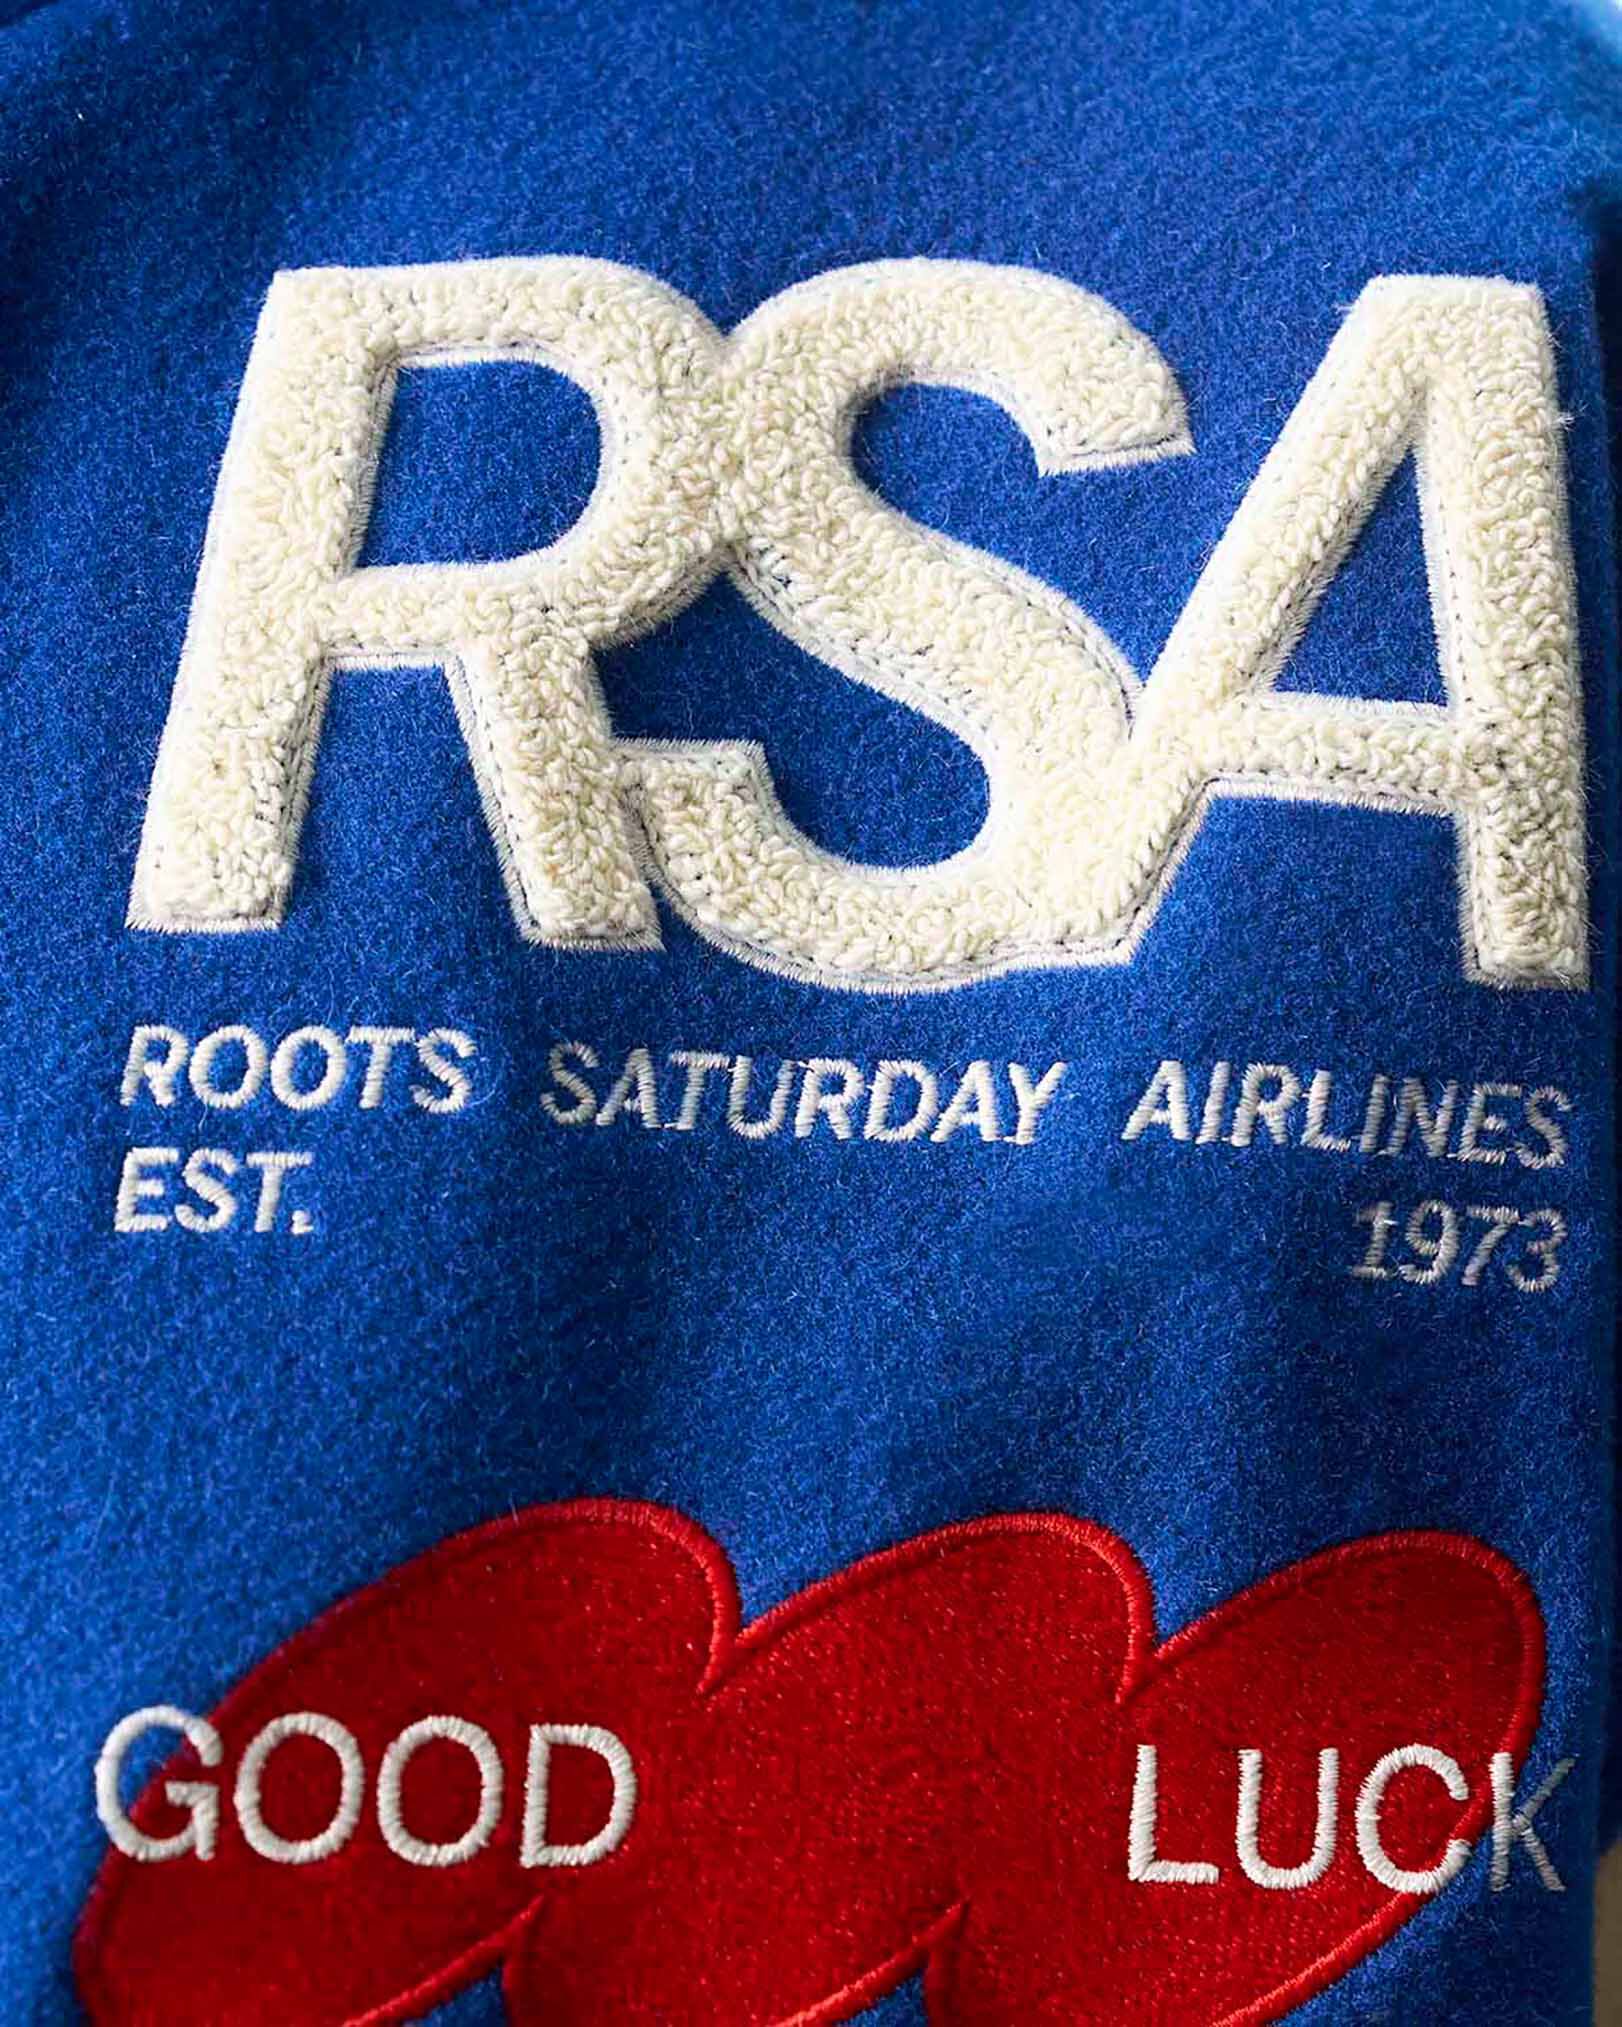 RSA
ROOTS SATURDAY AIRLINES
EST. 1973
GOOD LUCK